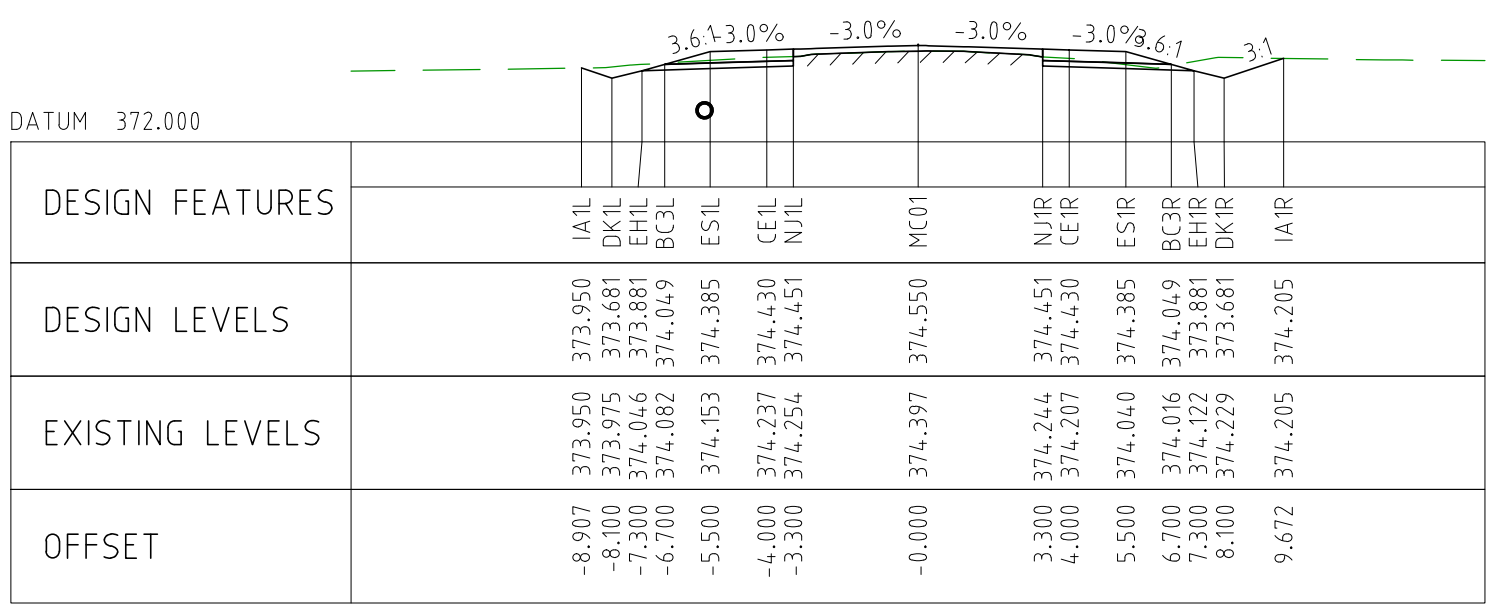 3.6:1
-3.0%
-3.0%
-3.0%
-3.0%
3.6:1
3:1
DATUM 372.000
DESIGN FEATURES
IA1L
DK1L
EH1L
BC3L
ES1L
CE1L
NJ1L
MC01
NJ1R
CE1R
ES1R
BC3R
EH1R
DK1R
IA1R
DESIGN LEVELS
373.950
373.681
373.881
374.049
374.385
374.430
374.451
374.550
374.451
374.430
374.385
374.049
373.881
373.681
374.205
EXISTING LEVELS
373.950
373.975
374.046
374.082
374.153
374.237
374.254
374.397
374.244
374.207
374.040
374.016
374.122
374.229
374.205
OFFSET
-8.907
-8.100
-7.300
-6.700
-5.500
-4.000
-3.300
-0.000
3.300
4.000
5.500
6.700
7.300
8.100
9.672